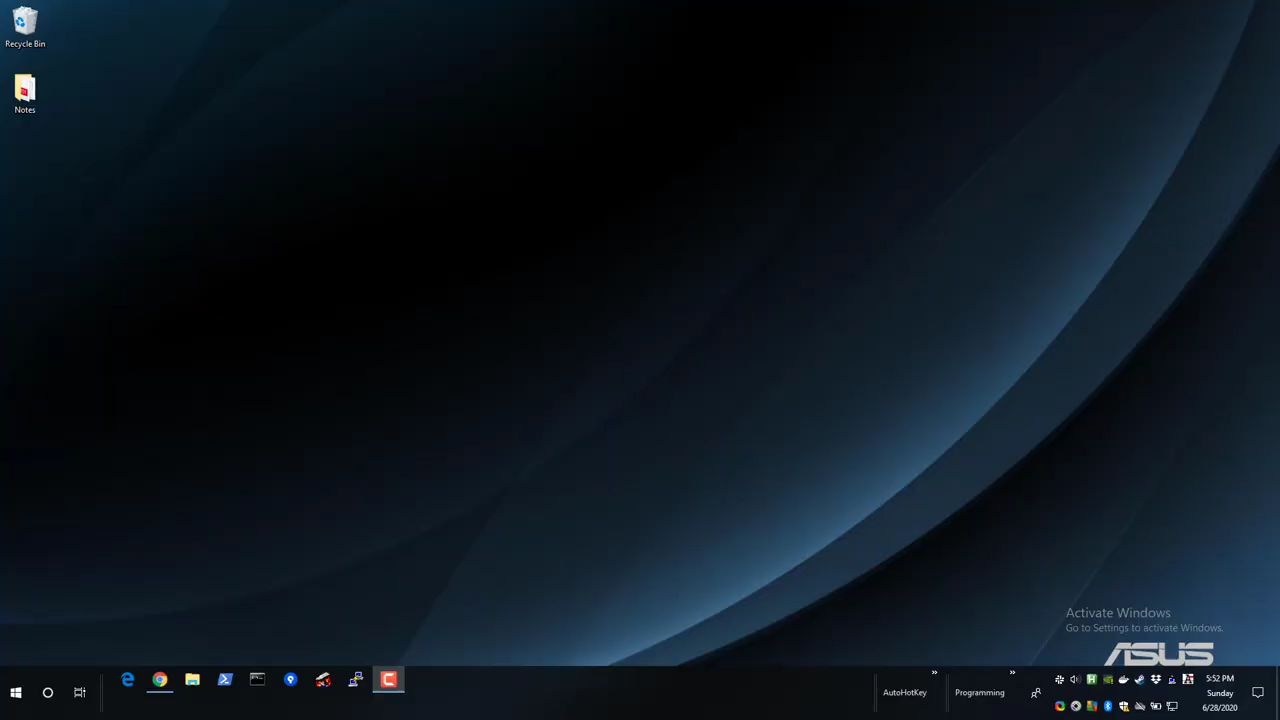 Recycle Bin
Notes
Activate Windows
Go to Settings to activate Windows.
ASUS
AutoHotKey
Programming
5:52 PM
Sunday
6/28/2020